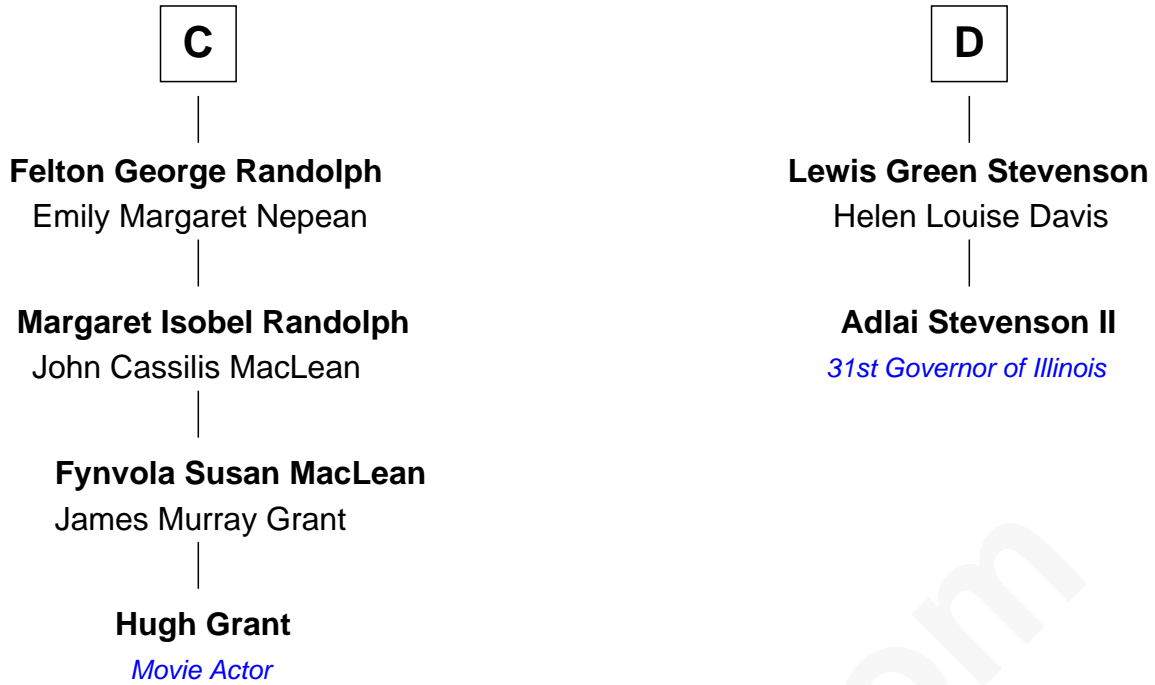 C
Felton George Randolph
Emily Margaret Nepean
Margaret Isobel Randolph
John Cassilis MacLean
Fynvola Susan MacLean
James Murray Grant
Hugh Grant
Movie Actor
D
Lewis Green Stevenson
Helen Louise Davis
Adlai Stevenson II
31st Governor of Illinois
om